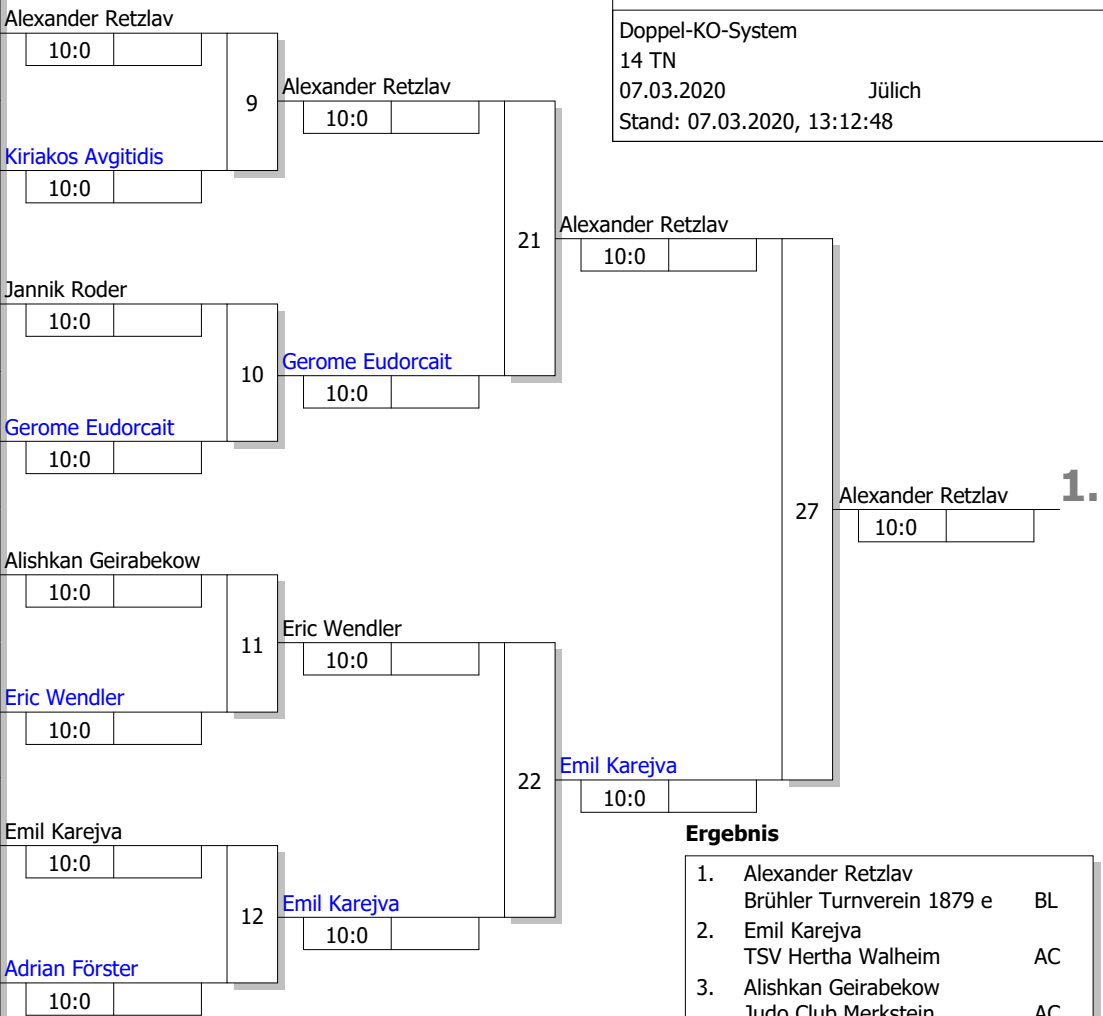 Alexander Retzlav
10:0
9
Kiriakos Avgitidis
10:0
Jannik Roder
10:0
10
Gerome Eudorcait
10:0
Alishkan Geirabekow
10:0
11
Eric Wendler
10:0
Emil Karejva
10:0
12
Adrian Förster
10:0
Alexander Retzlav
10:0
21
Gerome Eudorcait
10:0
Eric Wendler
10:0
22
Emil Karejva
10:0
Alexander Retzlav
10:0
27
Emil Karejva
10:0
Alexander Retzlav 1.
10:0
Doppel-KO-System
14 TN
07.03.2020 Jülich
Stand: 07.03.2020, 13:12:48
Ergebnis
1. Alexander Retzlav
Brühler Turnverein 1879 e BL
2. Emil Karejva
TSV Hertha Walheim AC
3. Alishkan Geirabekow
Judo Club Merkstein AC